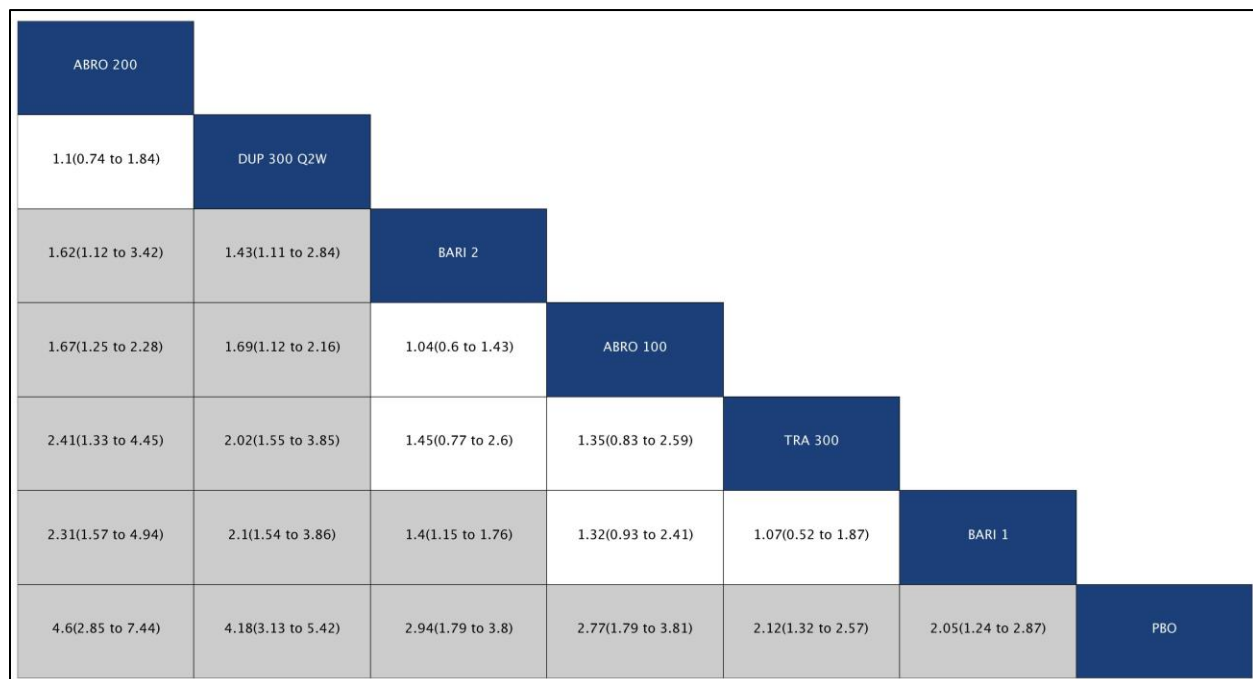 ABRO 200
1.1(0.74 to 1.84) DUP 300 Q2W
1.62(1.12 to 3.42) 1.43(1.11 to 2.84) BARI 2
1.67(1.25 to 2.28) 1.69(1.12 to 2.16) 1.04(0.6 to 1.43) ABRO 100
2.41(1.33 to 4.45) 2.02(1.55 to 3.85) 1.45(0.77 to 2.6) 1.35(0.83 to 2.59) TRA 300
2.31(1.57 to 4.94) 2.1(1.54 to 3.86) 1.4(1.15 to 1.76) 1.32(0.93 to 2.41) 1.07(0.52 to 1.87) BARI 1
4.6(2.85 to 7.44) 4.18(3.13 to 5.42) 2.94(1.79 to 3.8) 2.77(1.79 to 3.81) 2.12(1.32 to 2.57) 2.05(1.24 to 2.87) PBO